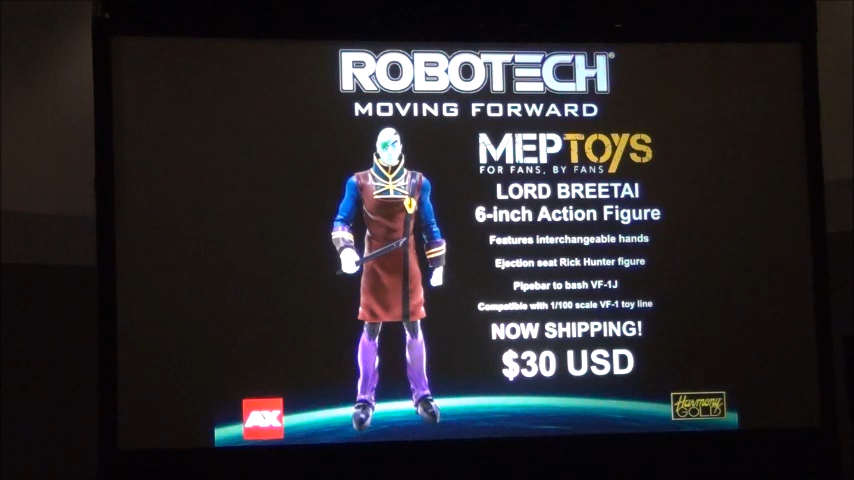 ROBOTECH®
MOVING FORWARD
MEPTOYS
FOR FANS, BY FANS
LORD BREETAI
6-inch Action Figure
Features interchangeable hands
Ejection seat Rick Hunter figure
Pipebar to bash VF-1J
Compatible with 1/100 scale VF-1 toy line
NOW SHIPPING!
$30 USD
AX
Harmony
GOLD